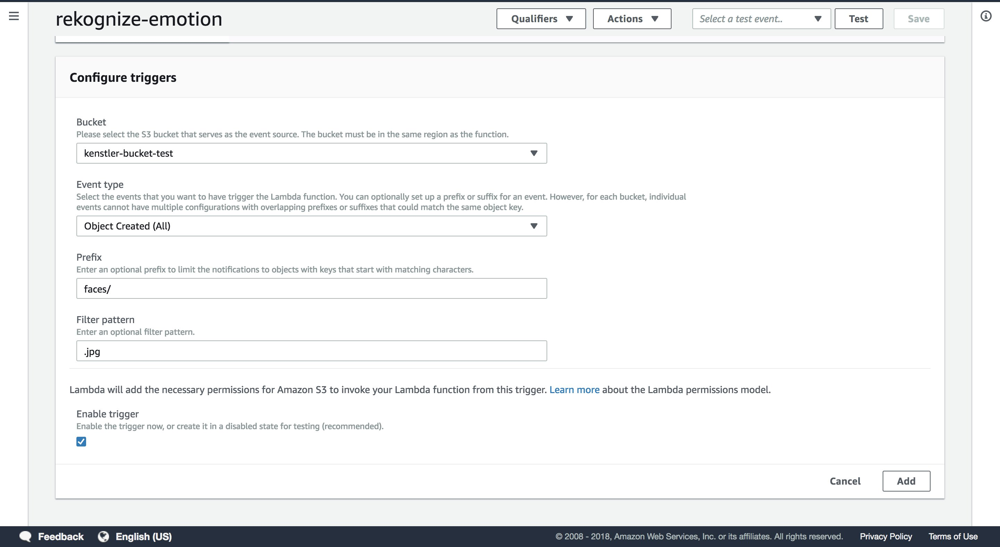 rekognize-emotion
Qualifiers
Actions
Select a test event..
Test
Save
Configure triggers
Bucket
Please select the S3 bucket that serves as the event source. The bucket must be in the same region as the function.
kenstler-bucket-test
Event type
Select the events that you want to have trigger the Lambda function. You can optionally set up a prefix or suffix for an event. However, for each bucket, individual
events cannot have multiple configurations with overlapping prefixes or suffixes that could match the same object key.
Object Created (All)
Prefix
Enter an optional prefix to limit the notifications to objects with keys that start with matching characters.
faces/
Filter pattern
Enter an optional filter pattern.
.jpg
Lambda will add the necessary permissions for Amazon S3 to invoke your Lambda function from this trigger. Learn more about the Lambda permissions model.
Enable trigger
Enable the trigger now, or create it in a disabled state for testing (recommended).
Cancel
Add
Feedback
English (US)
© 2008 - 2018, Amazon Web Services, Inc. or its affiliates. All rights reserved.
Privacy Policy
Terms of Use